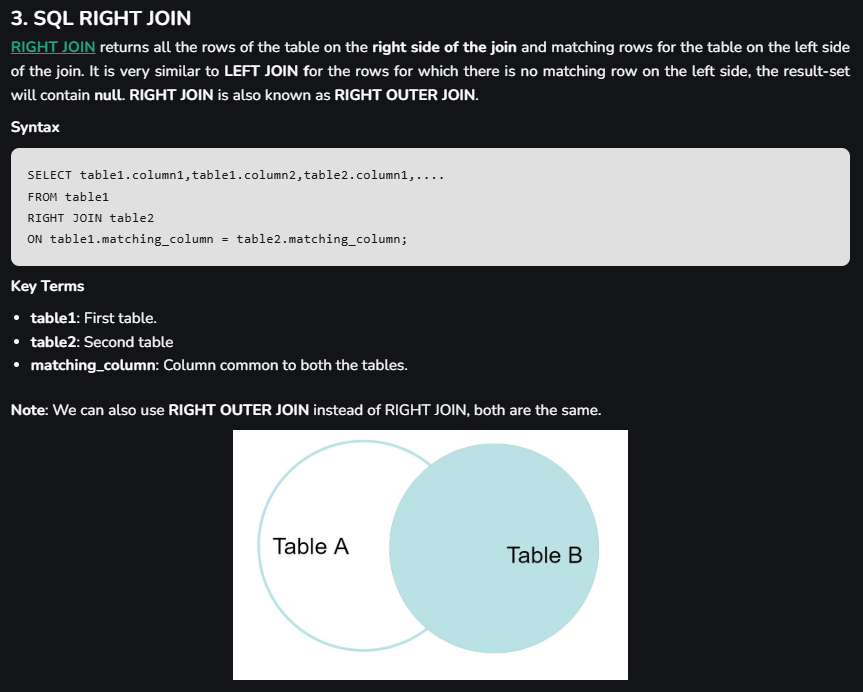 3. SQL RIGHT JOIN
RIGHT JOIN returns all the rows of the table on the right side of the join and matching rows for the table on the left side
of the join. It is very similar to LEFT JOIN for the rows for which there is no matching row on the left side, the result-set
will contain null. RIGHT JOIN is also known as RIGHT OUTER JOIN.
Syntax
SELECT table1.column1,table1.column2,table2.column1,....
FROM table1
RIGHT JOIN table2
ON table1.matching_column = table2.matching_column;
Key Terms
• table1: First table.
• table2: Second table
• matching_column: Column common to both the tables.
Note: We can also use RIGHT OUTER JOIN instead of RIGHT JOIN, both are the same.
Table A
Table B